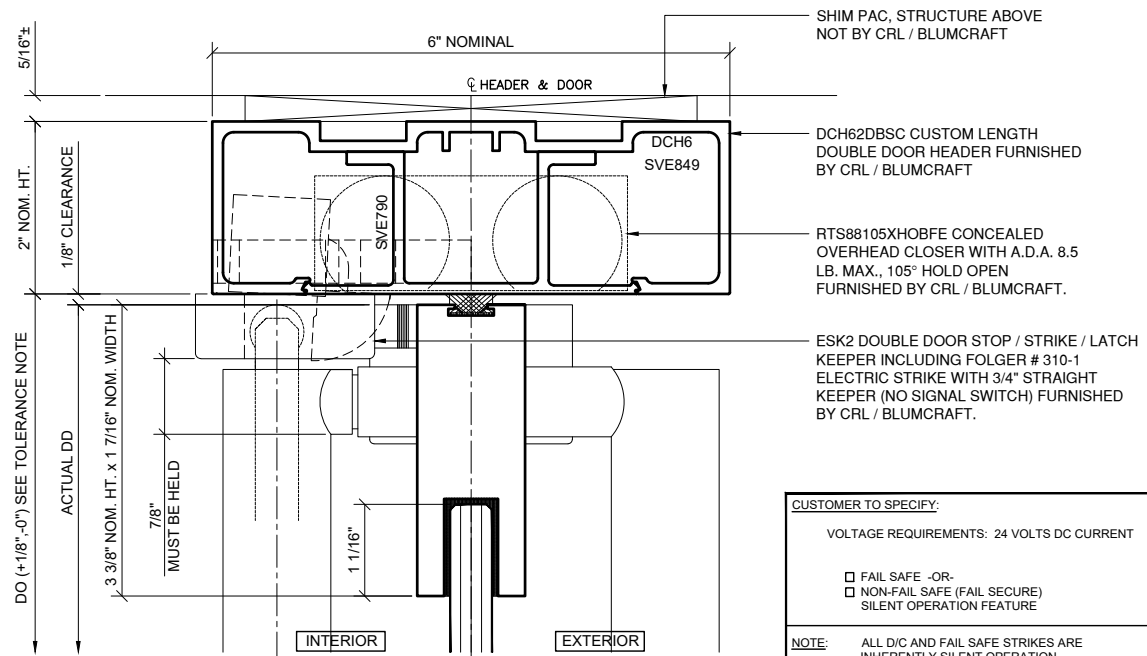 SHIM PAC, STRUCTURE ABOVE
NOT BY CRL / BLUMCRAFT
5/16"±
6" NOMINAL
℄ HEADER & DOOR
DCH6
SVE849
SVE790
2" NOM. HT.
1/8" CLEARANCE
DCH62DBSC CUSTOM LENGTH
DOUBLE DOOR HEADER FURNISHED
BY CRL / BLUMCRAFT
RTS88105XHOBFE CONCEALED
OVERHEAD CLOSER WITH A.D.A. 8.5
LB. MAX., 105° HOLD OPEN
FURNISHED BY CRL / BLUMCRAFT.
ESK2 DOUBLE DOOR STOP / STRIKE / LATCH
KEEPER INCLUDING FOLGER # 310-1
ELECTRIC STRIKE WITH 3/4" STRAIGHT
KEEPER (NO SIGNAL SWITCH) FURNISHED
BY CRL / BLUMCRAFT.
DO (+1/8",-0") SEE TOLERANCE NOTE
ACTUAL DD
3 3/8" NOM. HT. x 1 7/16" NOM. WIDTH
7/8"
MUST BE HELD
1 1/16"
INTERIOR
EXTERIOR
CUSTOMER TO SPECIFY:
VOLTAGE REQUIREMENTS: 24 VOLTS DC CURRENT
FAIL SAFE -OR-
NON-FAIL SAFE (FAIL SECURE)
SILENT OPERATION FEATURE
NOTE: ALL D/C AND FAIL SAFE STRIKES ARE
INHERENTLY SILENT OPERATION